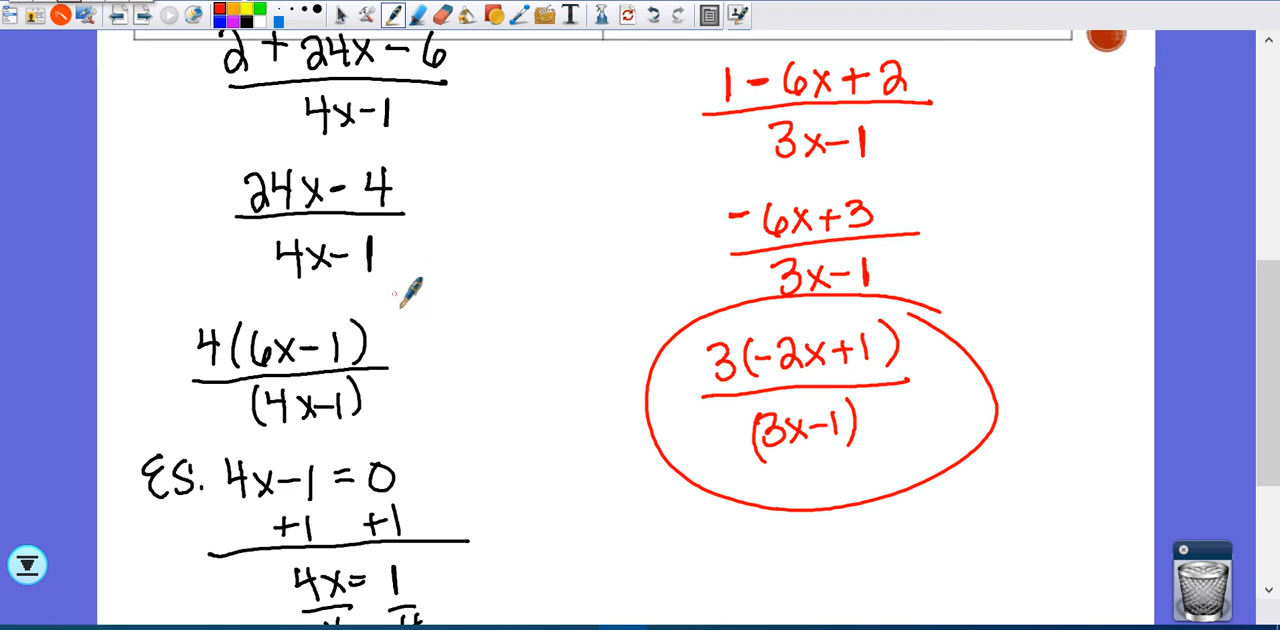 2 + 24x - 6
4x - 1
24x - 4
4x - 1
4(6x - 1)
(4x - 1)
ES. 4x - 1 = 0
+1 +1
4x = 1
1 - 6x + 2
3x - 1
-6x + 3
3x - 1
3(-2x + 1)
(3x - 1)